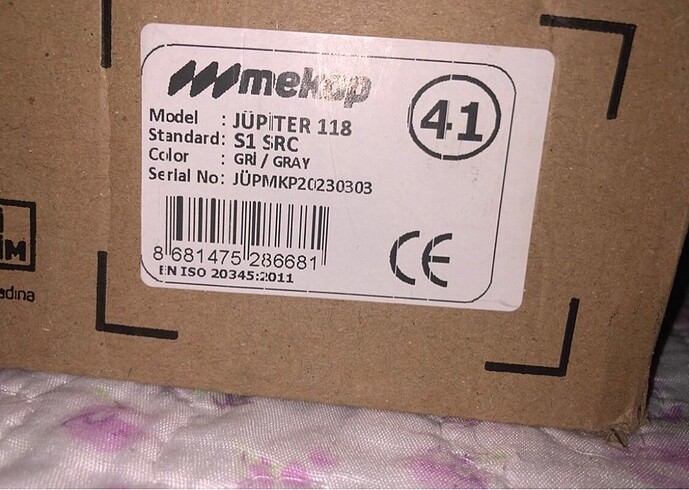 mekap
41
Model : JÜPİTER 118
Standard: S1 SRC
Color : GRİ / GRAY
Serial No: JÜPMKP20230303
8 681475 286681
EN ISO 20345:2011
CE
İM
adına